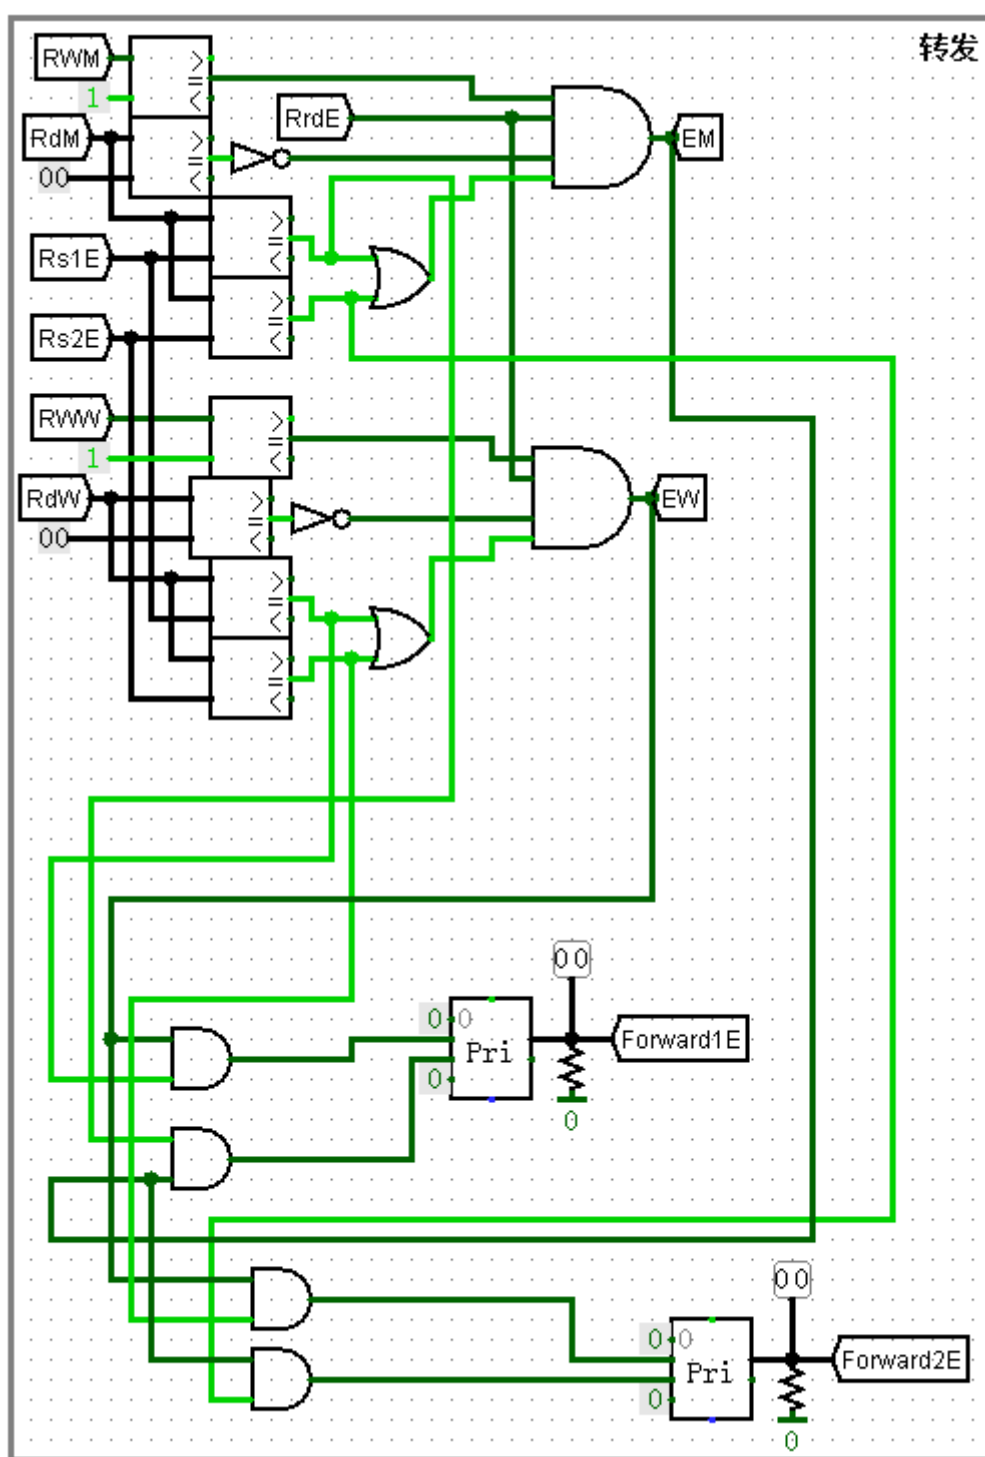 转发
RWM
1
RdM
00
RrdE
EM
Rs1E
Rs2E
RWW
1
RdW
00
EW
> = <
> = <
> = <
> = <
> = <
> = <
> = <
> = <
00
0 0
Pri
0
Forward1E
0
00
0 0
Pri
0
Forward2E
0